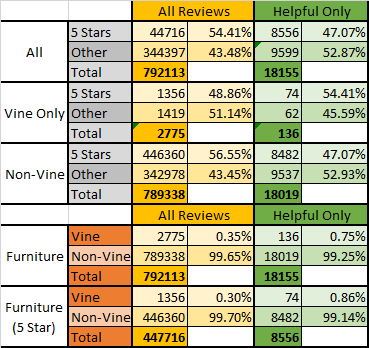 All Reviews Helpful Only
All 5 Stars 44716 54.41% 8556 47.07%
Other 344397 43.48% 9599 52.87%
Total 792113 18155
Vine Only 5 Stars 1356 48.86% 74 54.41%
Other 1419 51.14% 62 45.59%
Total 2775 136
Non-Vine 5 Stars 446360 56.55% 8482 47.07%
Other 342978 43.45% 9537 52.93%
Total 789338 18019
All Reviews Helpful Only
Furniture Vine 2775 0.35% 136 0.75%
Non-Vine 789338 99.65% 18019 99.25%
Total 792113 18155
Furniture (5 Star) Vine 1356 0.30% 74 0.86%
Non-Vine 446360 99.70% 8482 99.14%
Total 447716 8556